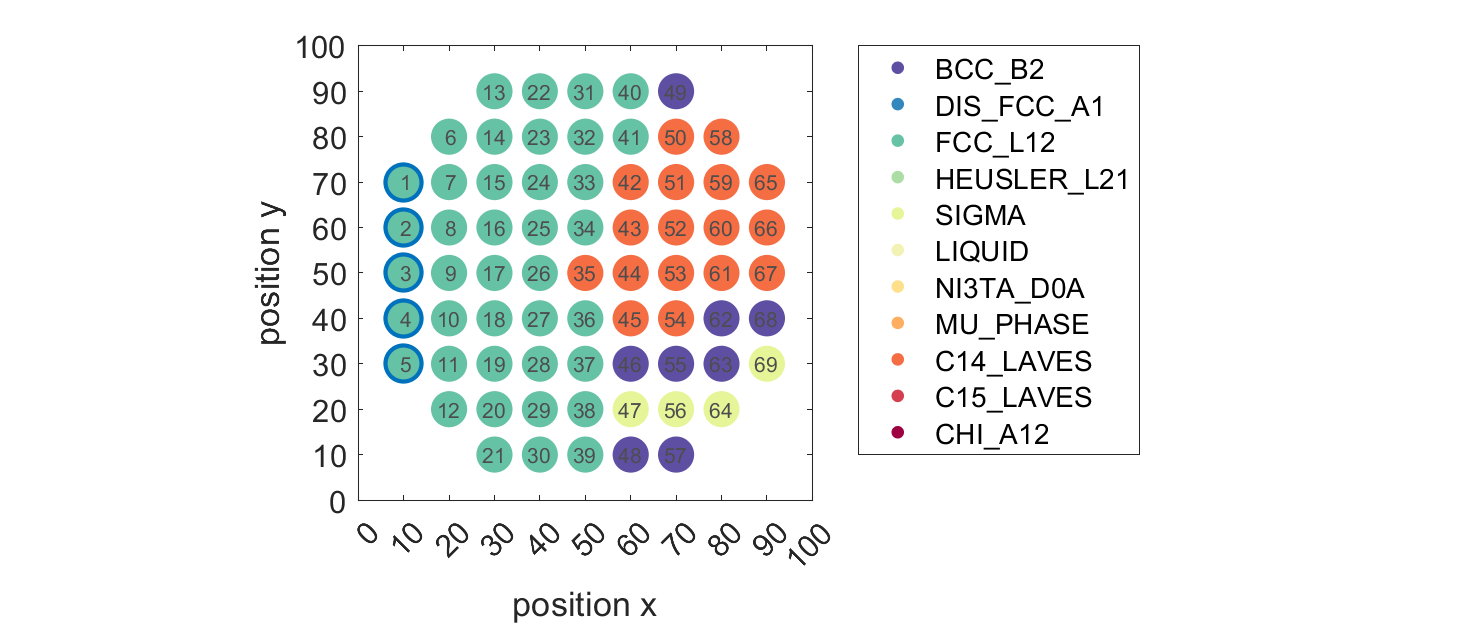 100
90
80
70
60
50
40
30
20
10
0
position y
13 22 31 40 49
6 14 23 32 41 50 58
1 7 15 24 33 42 51 59 65
2 8 16 25 34 43 52 60 66
3 9 17 26 35 44 53 61 67
4 10 18 27 36 45 54 62 68
5 11 19 28 37 46 55 63 69
12 20 29 38 47 56 64
21 30 39 48 57
0 10 20 30 40 50 60 70 80 90 100
position x
BCC_B2
DIS_FCC_A1
FCC_L12
HEUSLER_L21
SIGMA
LIQUID
NI3TA_D0A
MU_PHASE
C14_LAVES
C15_LAVES
CHI_A12